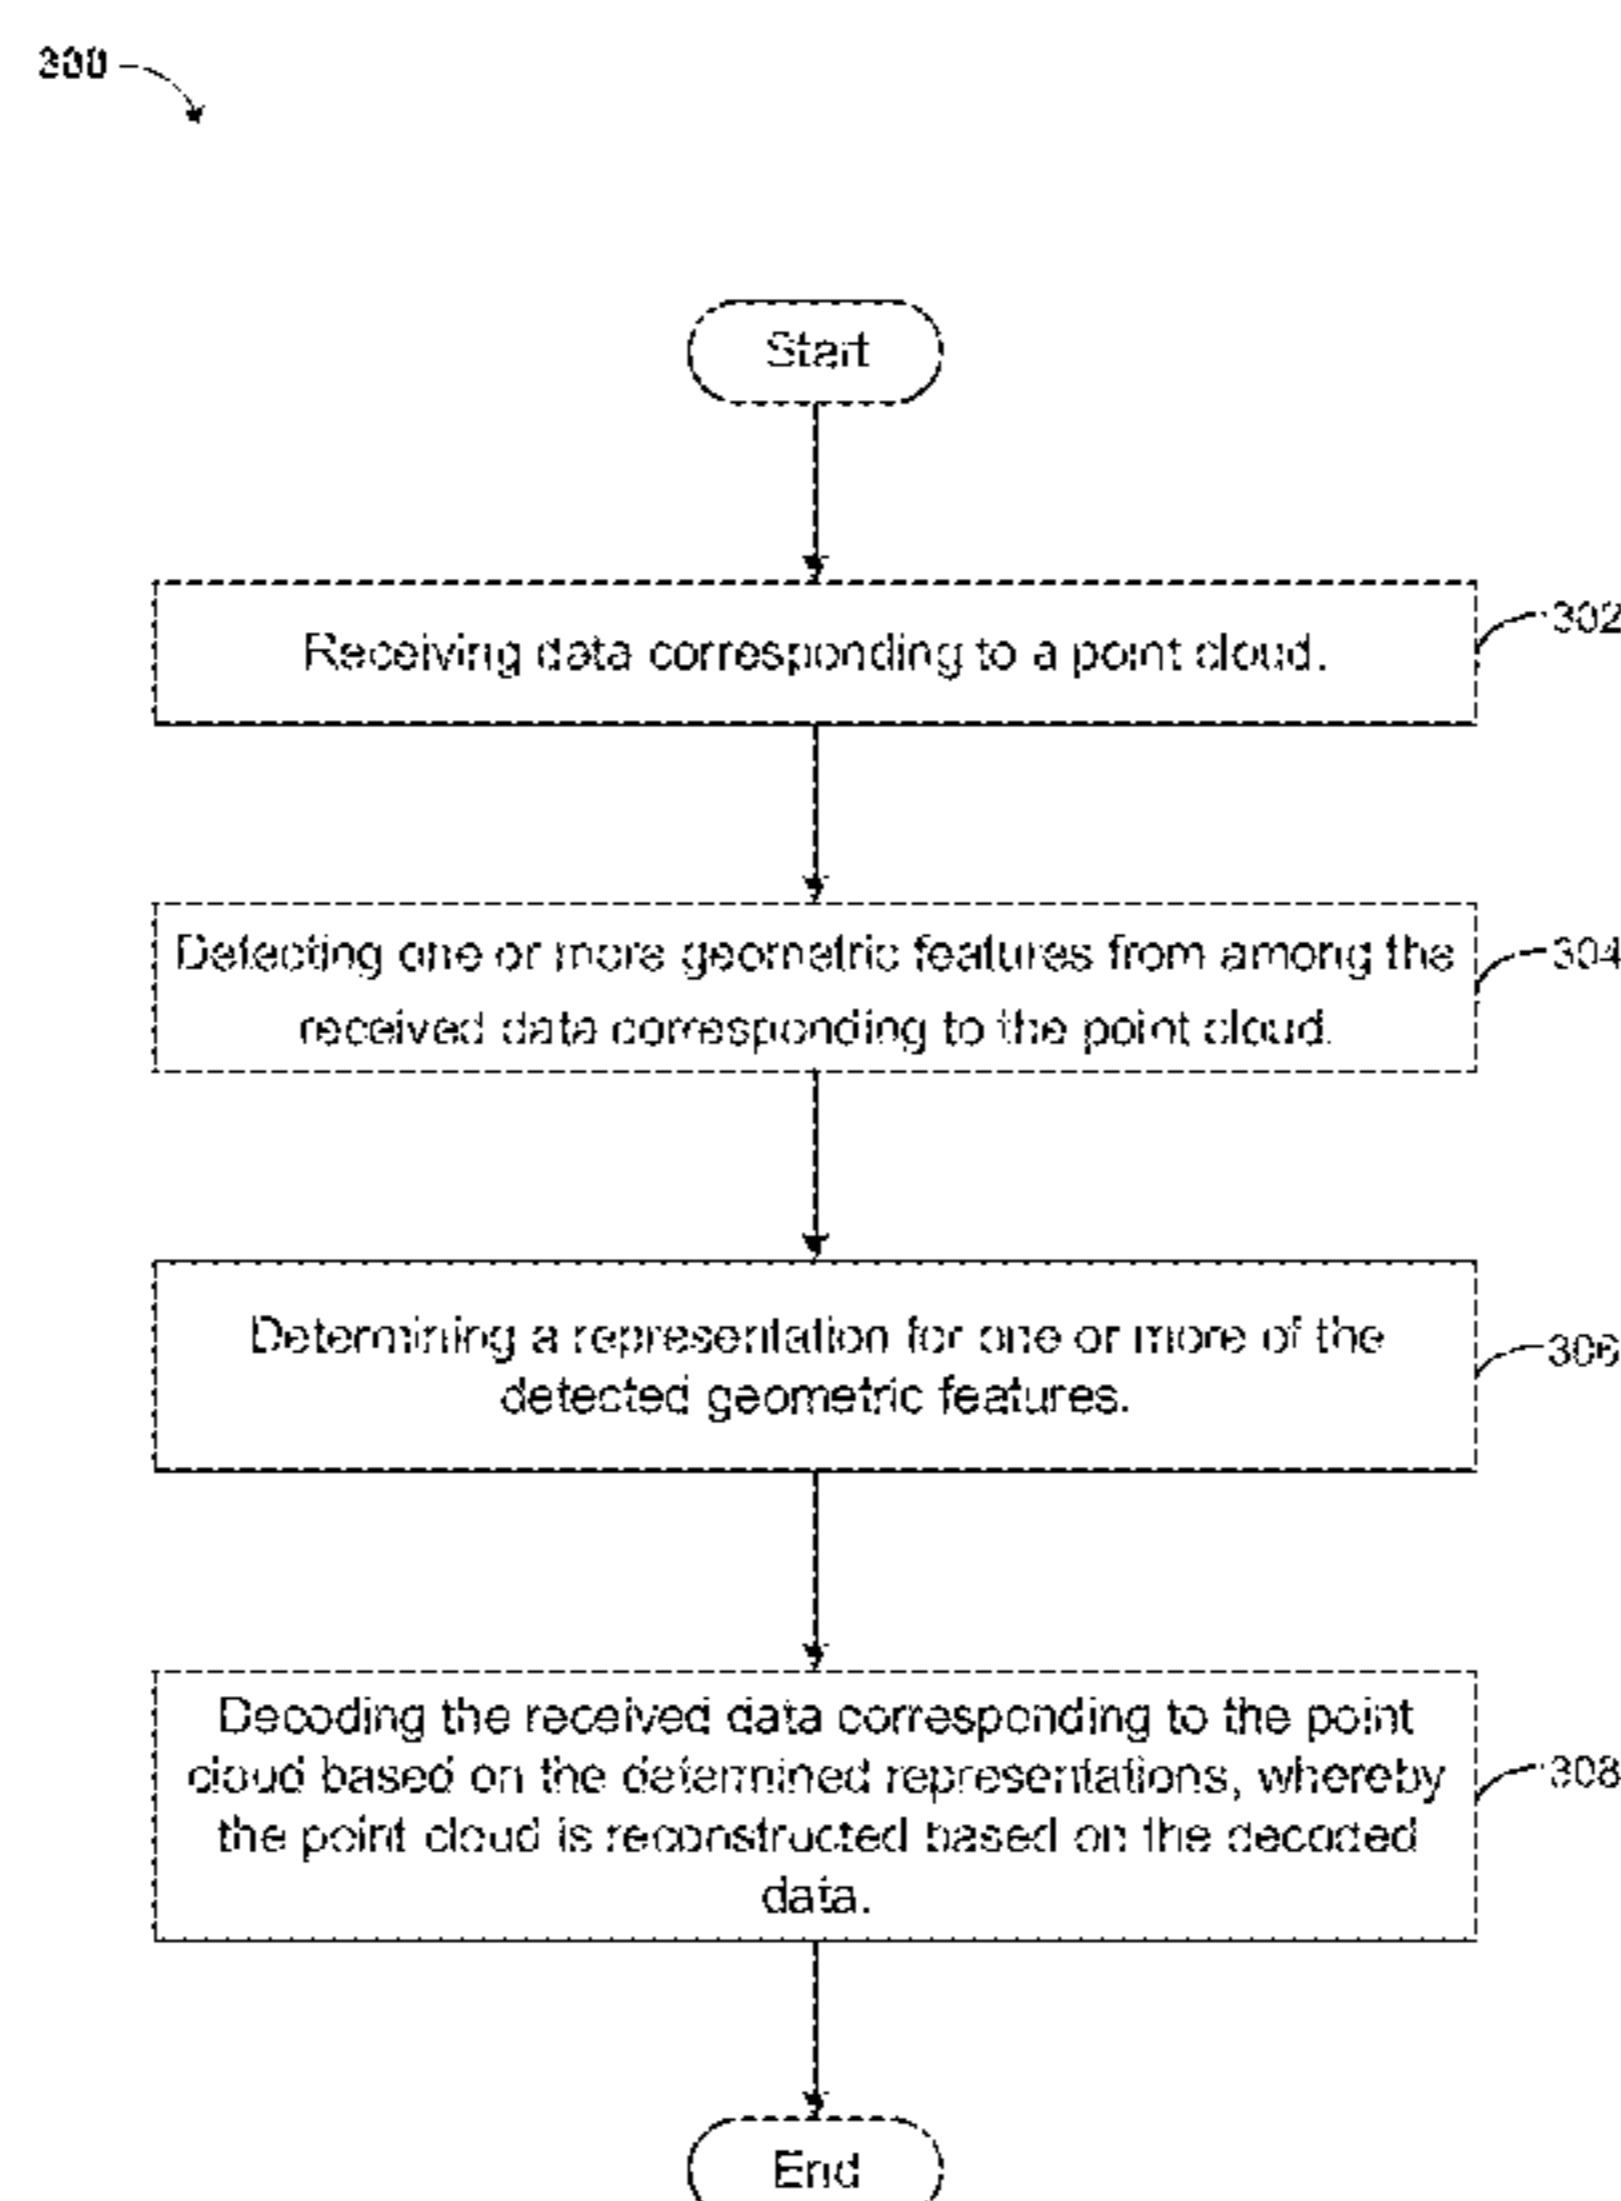 300
Start
Receiving data corresponding to a point cloud.
302
Detecting one or more geometric features from among the
received data corresponding to the point cloud.
304
Determining a representation for one or more of the
detected geometric features.
306
Decoding the received data corresponding to the point
cloud based on the determined representations, whereby
the point cloud is reconstructed based on the decoded
data.
308
End